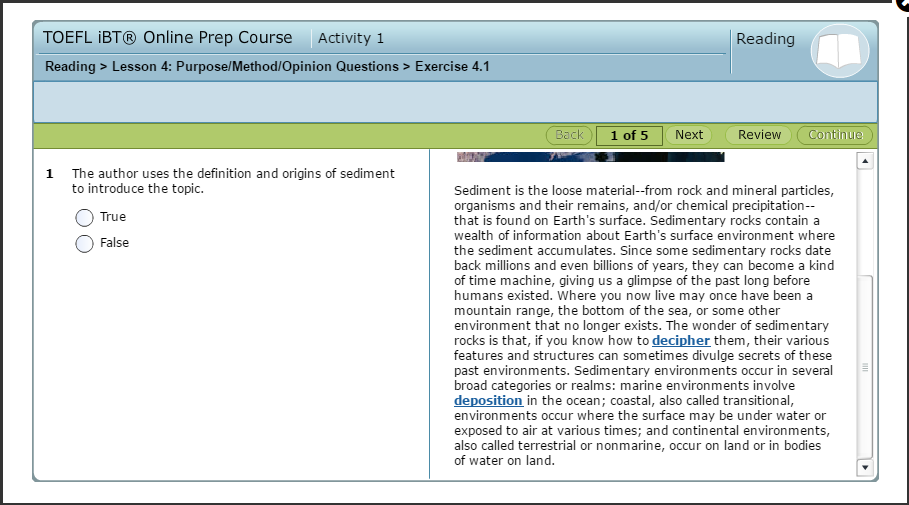 TOEFL iBT® Online Prep Course Activity 1
Reading
Reading > Lesson 4: Purpose/Method/Opinion Questions > Exercise 4.1
Back 1 of 5 Next Review Continue
1 The author uses the definition and origins of sediment
to introduce the topic.
True
False
Sediment is the loose material--from rock and mineral particles,
organisms and their remains, and/or chemical precipitation--
that is found on Earth's surface. Sedimentary rocks contain a
wealth of information about Earth's surface environment where
the sediment accumulates. Since some sedimentary rocks date
back millions and even billions of years, they can become a kind
of time machine, giving us a glimpse of the past long before
humans existed. Where you now live may once have been a
mountain range, the bottom of the sea, or some other
environment that no longer exists. The wonder of sedimentary
rocks is that, if you know how to decipher them, their various
features and structures can sometimes divulge secrets of these
past environments. Sedimentary environments occur in several
broad categories or realms: marine environments involve
deposition in the ocean; coastal, also called transitional,
environments occur where the surface may be under water or
exposed to air at various times; and continental environments,
also called terrestrial or nonmarine, occur on land or in bodies
of water on land.